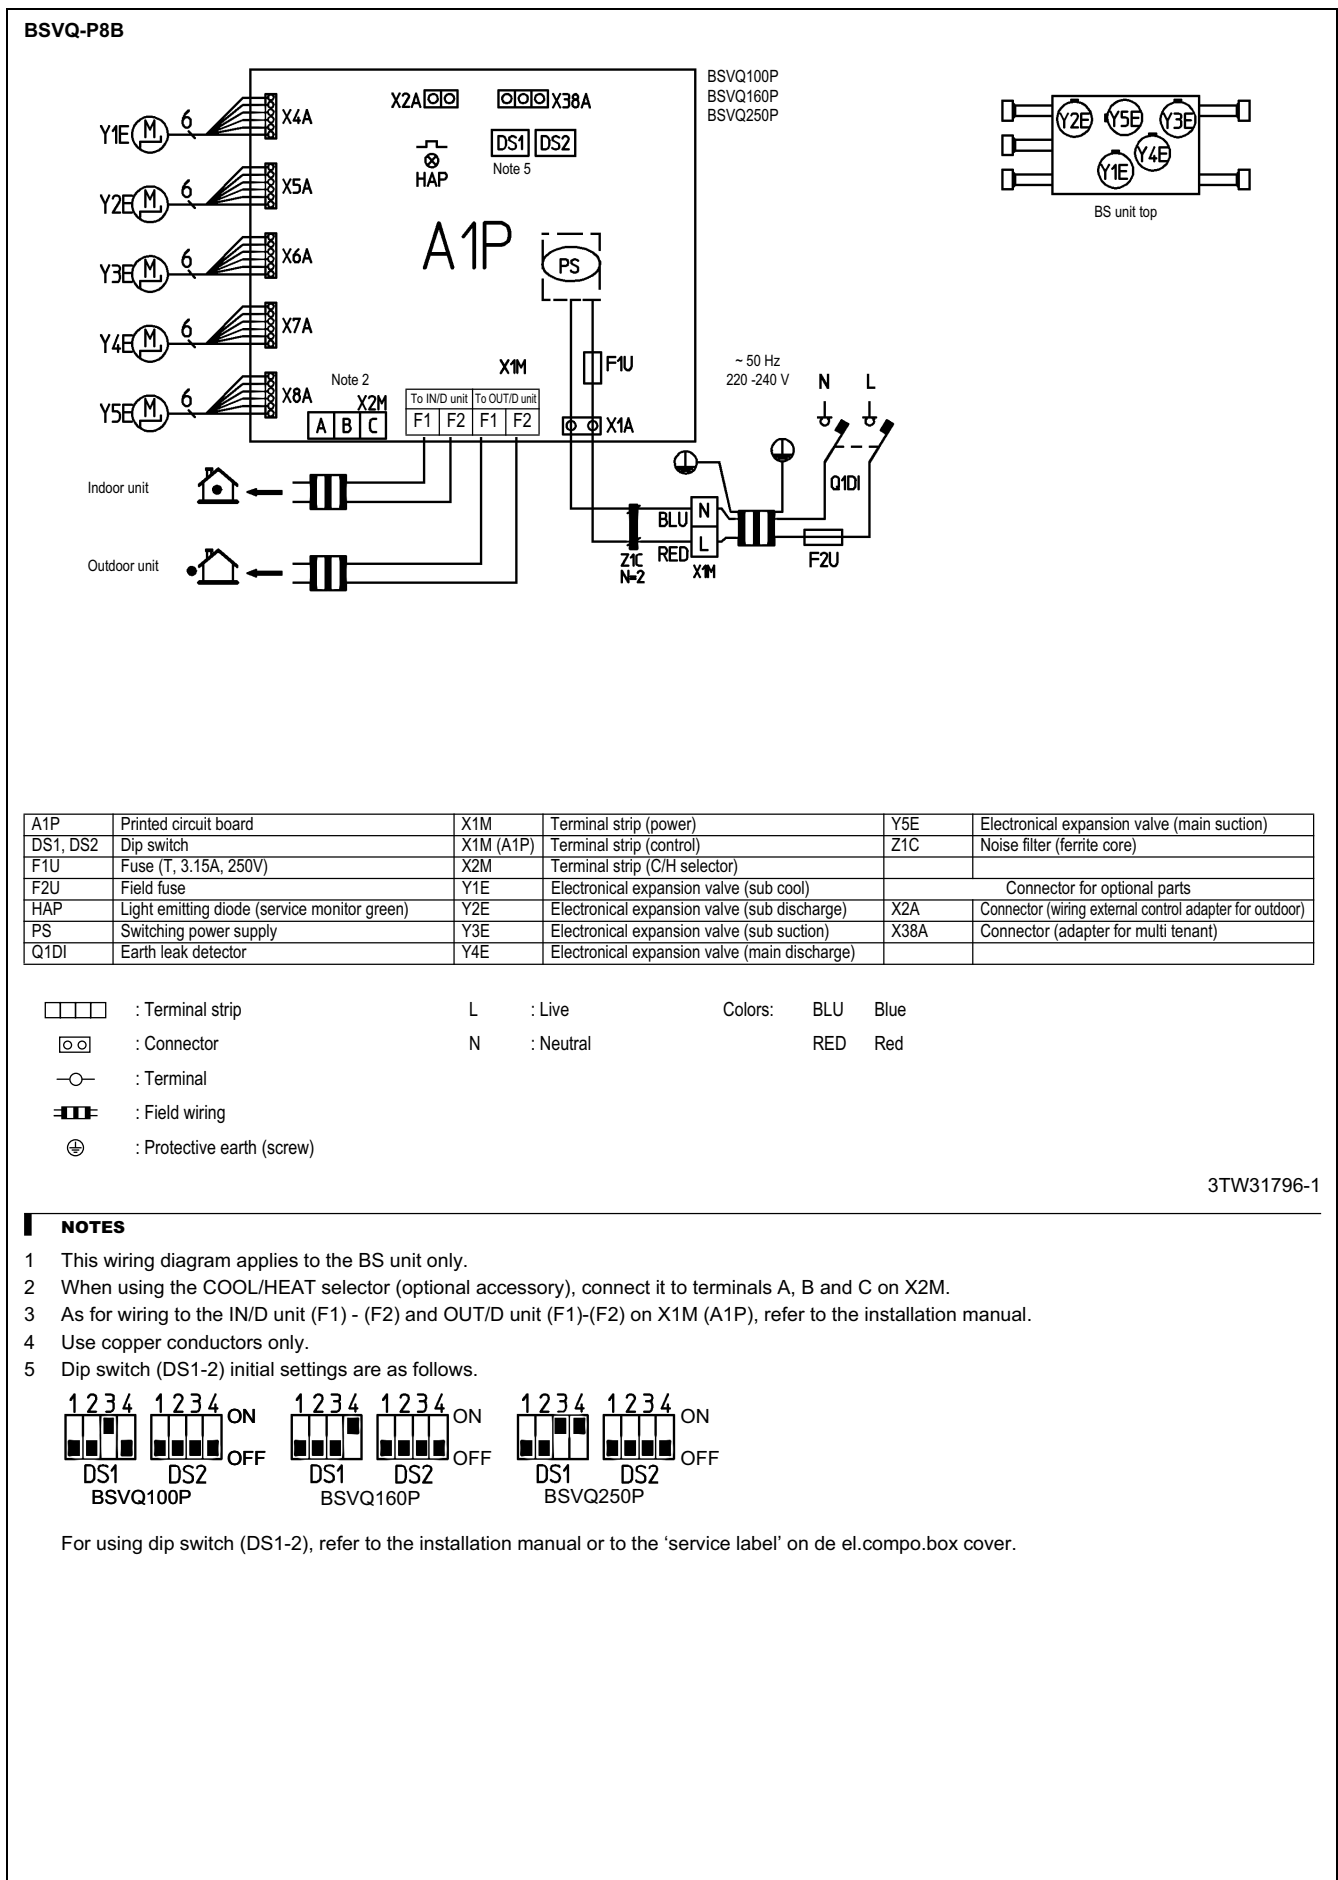 BSVQ-P8B
BSVQ100P
BSVQ160P
BSVQ250P
X2A X38A
DS1 DS2
Note 5
HAP
A1P
PS
F1U
Y1E M 6 X4A
Y2E M 6 X5A
Y3E M 6 X6A
Y4E M 6 X7A
Y5E M 6 X8A
Note 2
X2M
A B C
X1M
To IN/D unit To OUT/D unit
F1 F2 F1 F2
X1A
~ 50 Hz
220 -240 V
N L
Q1DI
F2U
BLU N
RED L
X1M
Z1C
N=2
Indoor unit
Outdoor unit
Y2E Y5E Y3E
Y4E
Y1E
BS unit top
A1P Printed circuit board X1M Terminal strip (power) Y5E Electronical expansion valve (main suction)
DS1, DS2 Dip switch X1M (A1P) Terminal strip (control) Z1C Noise filter (ferrite core)
F1U Fuse (T, 3.15A, 250V) X2M Terminal strip (C/H selector)
F2U Field fuse Y1E Electronical expansion valve (sub cool) Connector for optional parts
HAP Light emitting diode (service monitor green) Y2E Electronical expansion valve (sub discharge) X2A Connector (wiring external control adapter for outdoor)
PS Switching power supply Y3E Electronical expansion valve (sub suction) X38A Connector (adapter for multi tenant)
Q1DI Earth leak detector Y4E Electronical expansion valve (main discharge)
: Terminal strip L : Live Colors: BLU Blue
: Connector N : Neutral RED Red
: Terminal
: Field wiring
: Protective earth (screw)
3TW31796-1
NOTES
1 This wiring diagram applies to the BS unit only.
2 When using the COOL/HEAT selector (optional accessory), connect it to terminals A, B and C on X2M.
3 As for wiring to the IN/D unit (F1) - (F2) and OUT/D unit (F1)-(F2) on X1M (A1P), refer to the installation manual.
4 Use copper conductors only.
5 Dip switch (DS1-2) initial settings are as follows.
1 2 3 4 1 2 3 4 ON 1 2 3 4 1 2 3 4 ON 1 2 3 4 1 2 3 4 ON
OFF OFF OFF
DS1 DS2 DS1 DS2 DS1 DS2
BSVQ100P BSVQ160P BSVQ250P
For using dip switch (DS1-2), refer to the installation manual or to the ‘service label’ on de el.compo.box cover.